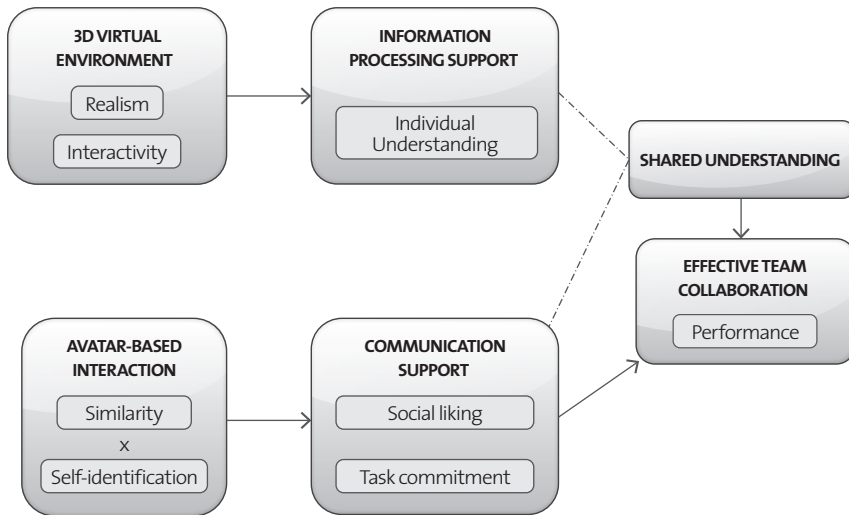 3D VIRTUAL
ENVIRONMENT
Realism
Interactivity
INFORMATION
PROCESSING SUPPORT
Individual
Understanding
SHARED UNDERSTANDING
EFFECTIVE TEAM
COLLABORATION
Performance
AVATAR-BASED
INTERACTION
Similarity
x
Self-identification
COMMUNICATION
SUPPORT
Social liking
Task commitment